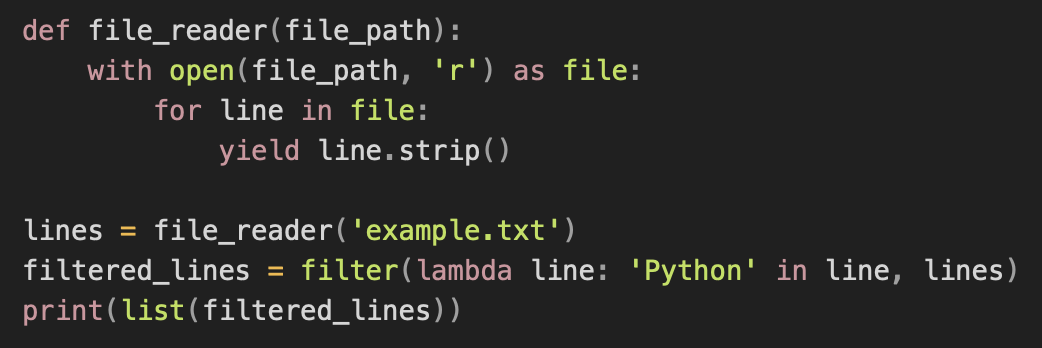 def file_reader(file_path):
    with open(file_path, 'r') as file:
        for line in file:
            yield line.strip()

lines = file_reader('example.txt')
filtered_lines = filter(lambda line: 'Python' in line, lines)
print(list(filtered_lines))